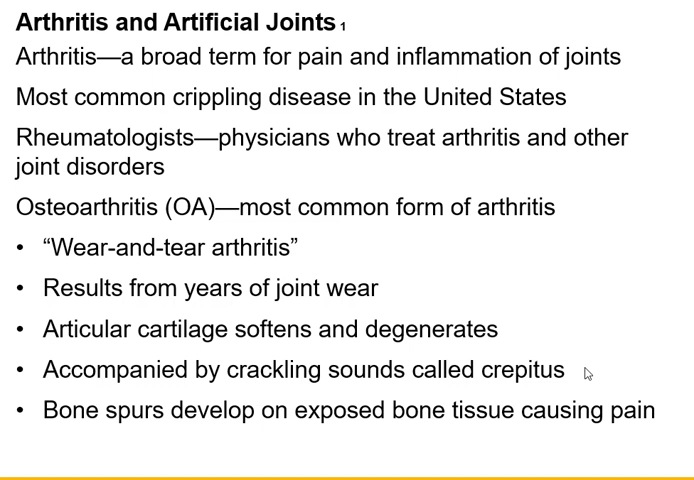 Arthritis and Artificial Joints 1
Arthritis—a broad term for pain and inflammation of joints
Most common crippling disease in the United States
Rheumatologists—physicians who treat arthritis and other
joint disorders
Osteoarthritis (OA)—most common form of arthritis
• “Wear-and-tear arthritis”
• Results from years of joint wear
• Articular cartilage softens and degenerates
• Accompanied by crackling sounds called crepitus
• Bone spurs develop on exposed bone tissue causing pain